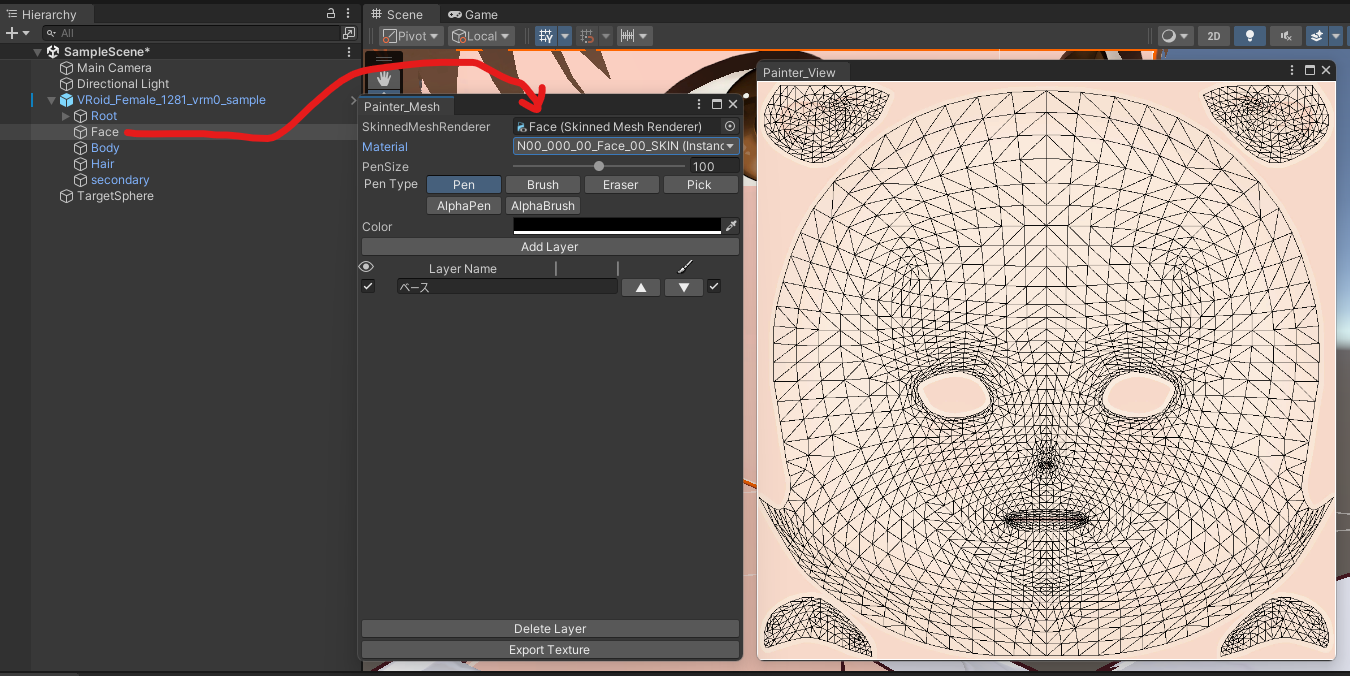 Hierarchy
All
SampleScene*
Main Camera
Directional Light
VRoid_Female_1281_vrm0_sample
Root
Face
Body
Hair
secondary
TargetSphere
Scene Game
Pivot Local 2D
Painter_Mesh
SkinnedMeshRenderer Face (Skinned Mesh Renderer)
Material N00_000_00_Face_00_SKIN (Instanc
PenSize 100
Pen Type Pen Brush Eraser Pick
AlphaPen AlphaBrush
Color
Add Layer
Layer Name
ベース
Delete Layer
Export Texture
Painter_View